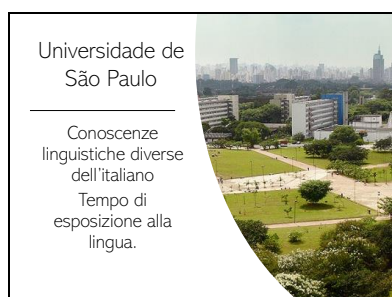 Universidade de
São Paulo
Conoscenze
linguistiche diverse
dell'italiano
Tempo di
esposizione alla
lingua.